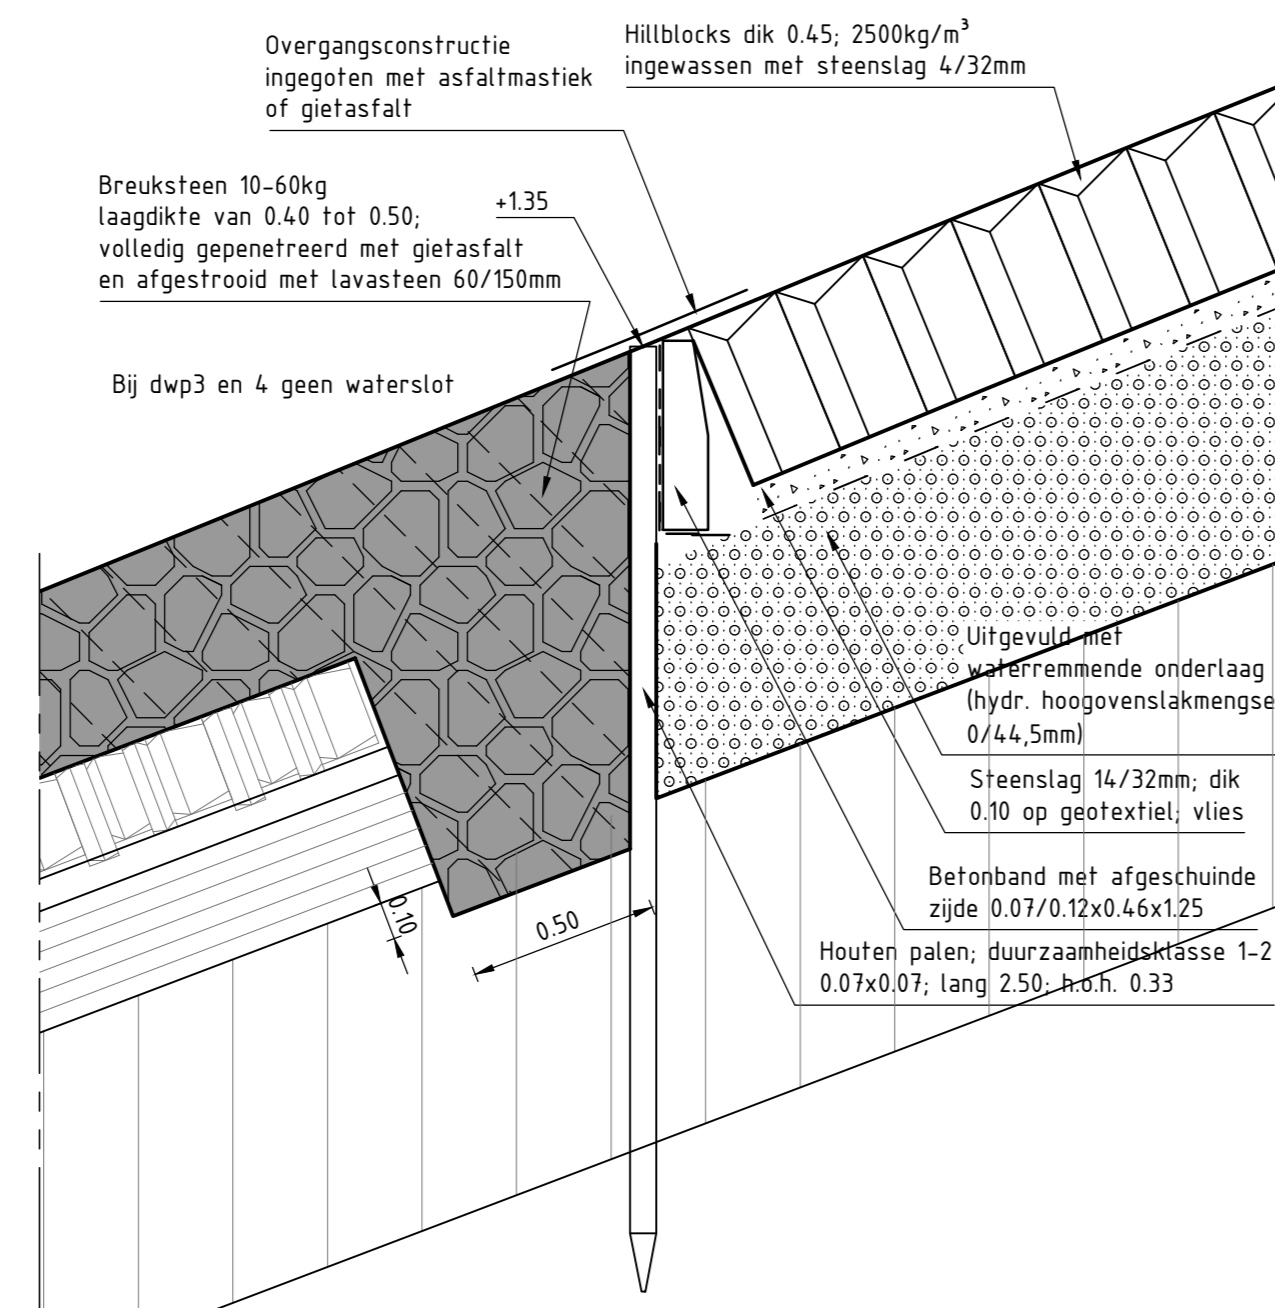 Overgangsconstructie
ingegoten met asfaltmastiek
of gietasfalt
Hillblocks dik 0.45; 2500kg/m³
ingewassen met steenslag 4/32mm
Breuksteen 10-60kg
laagdikte van 0.40 tot 0.50;
volledig gepenetreerd met gietasfalt
en afgestrooid met lavasteen 60/150mm
+1.35
Bij dwp3 en 4 geen waterslot
Uitgevuld met
waterremmende onderlaag
(hydr. hoogovenslakmengse
0/44,5mm)
Steenslag 14/32mm; dik
0.10 op geotextiel; vlies
Betonband met afgeschuinde
zijde 0.07/0.12x0.46x1.25
Houten palen; duurzaamheidsklasse 1-2
0.07x0.07; lang 2.50; h.o.h. 0.33
0.10
0.50